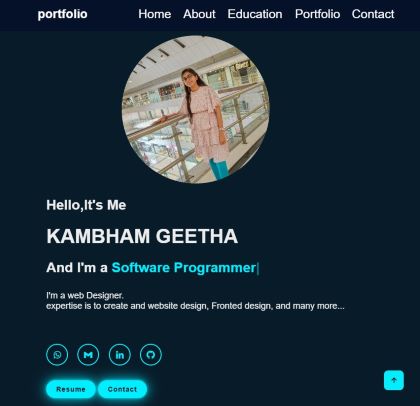 portfolio
Home About Education Portfolio Contact
Hello,It's Me
KAMBHAM GEETHA
And I'm a Software Programmer|
I'm a web Designer.
expertise is to create and website design, Fronted design, and many more...
Resume Contact